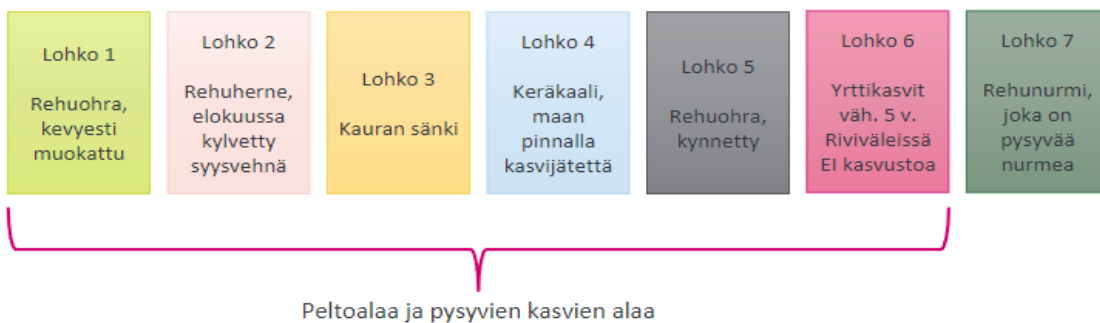 Lohko 1
Rehuohra,
kevyesti
muokattu
Lohko 2
Rehuherne,
elokuussa
kylvetty
syysvehnä
Lohko 3
Kauran sänki
Lohko 4
Keräkaali,
maan
pinnalla
kasvijätettä
Lohko 5
Rehuohra,
kynnetty
Lohko 6
Yrttikasvit
väh. 5 v.
Riviväleissä
EI kasvustoa
Lohko 7
Rehunurmi,
joka on
pysyvää
nurmea
Peltoalaa ja pysyvien kasvien alaa